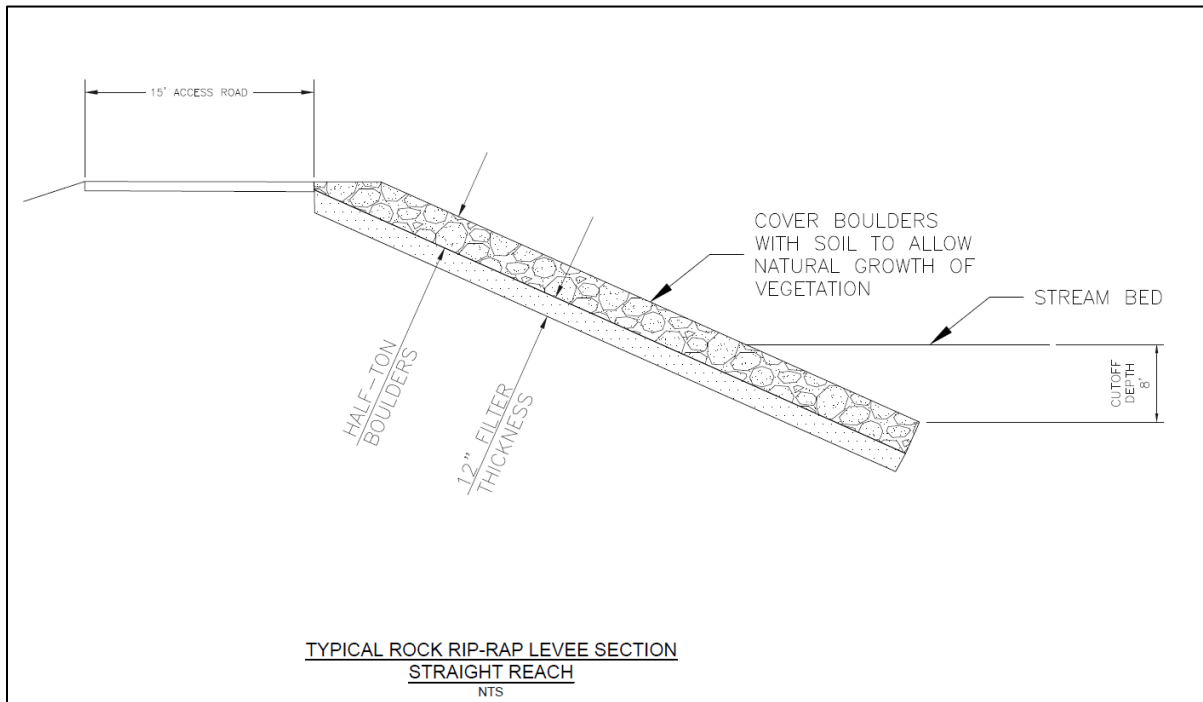 15' ACCESS ROAD
COVER BOULDERS
WITH SOIL TO ALLOW
NATURAL GROWTH OF
VEGETATION
STREAM BED
CUTOFF
DEPTH
8'
HALF-TON
BOULDERS
12" FILTER
THICKNESS
TYPICAL ROCK RIP-RAP LEVEE SECTION
STRAIGHT REACH
NTS